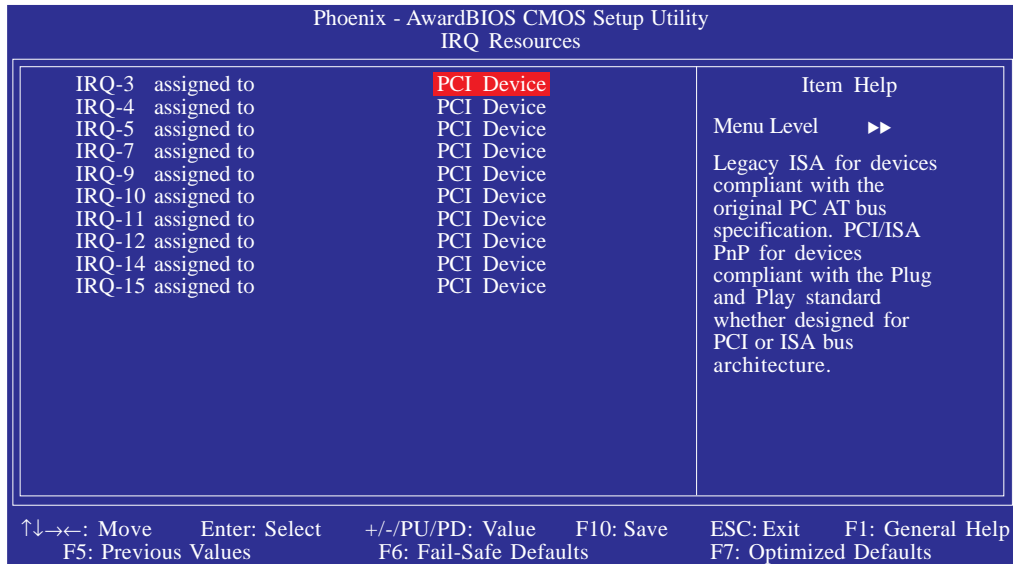 Phoenix - AwardBIOS CMOS Setup Utility
IRQ Resources
IRQ-3 assigned to PCI Device
IRQ-4 assigned to PCI Device
IRQ-5 assigned to PCI Device
IRQ-7 assigned to PCI Device
IRQ-9 assigned to PCI Device
IRQ-10 assigned to PCI Device
IRQ-11 assigned to PCI Device
IRQ-12 assigned to PCI Device
IRQ-14 assigned to PCI Device
IRQ-15 assigned to PCI Device
Item Help
Menu Level ▶▶
Legacy ISA for devices
compliant with the
original PC AT bus
specification. PCI/ISA
PnP for devices
compliant with the Plug
and Play standard
whether designed for
PCI or ISA bus
architecture.
↑↓→←: Move Enter: Select +/-/PU/PD: Value F10: Save ESC: Exit F1: General Help
F5: Previous Values F6: Fail-Safe Defaults F7: Optimized Defaults